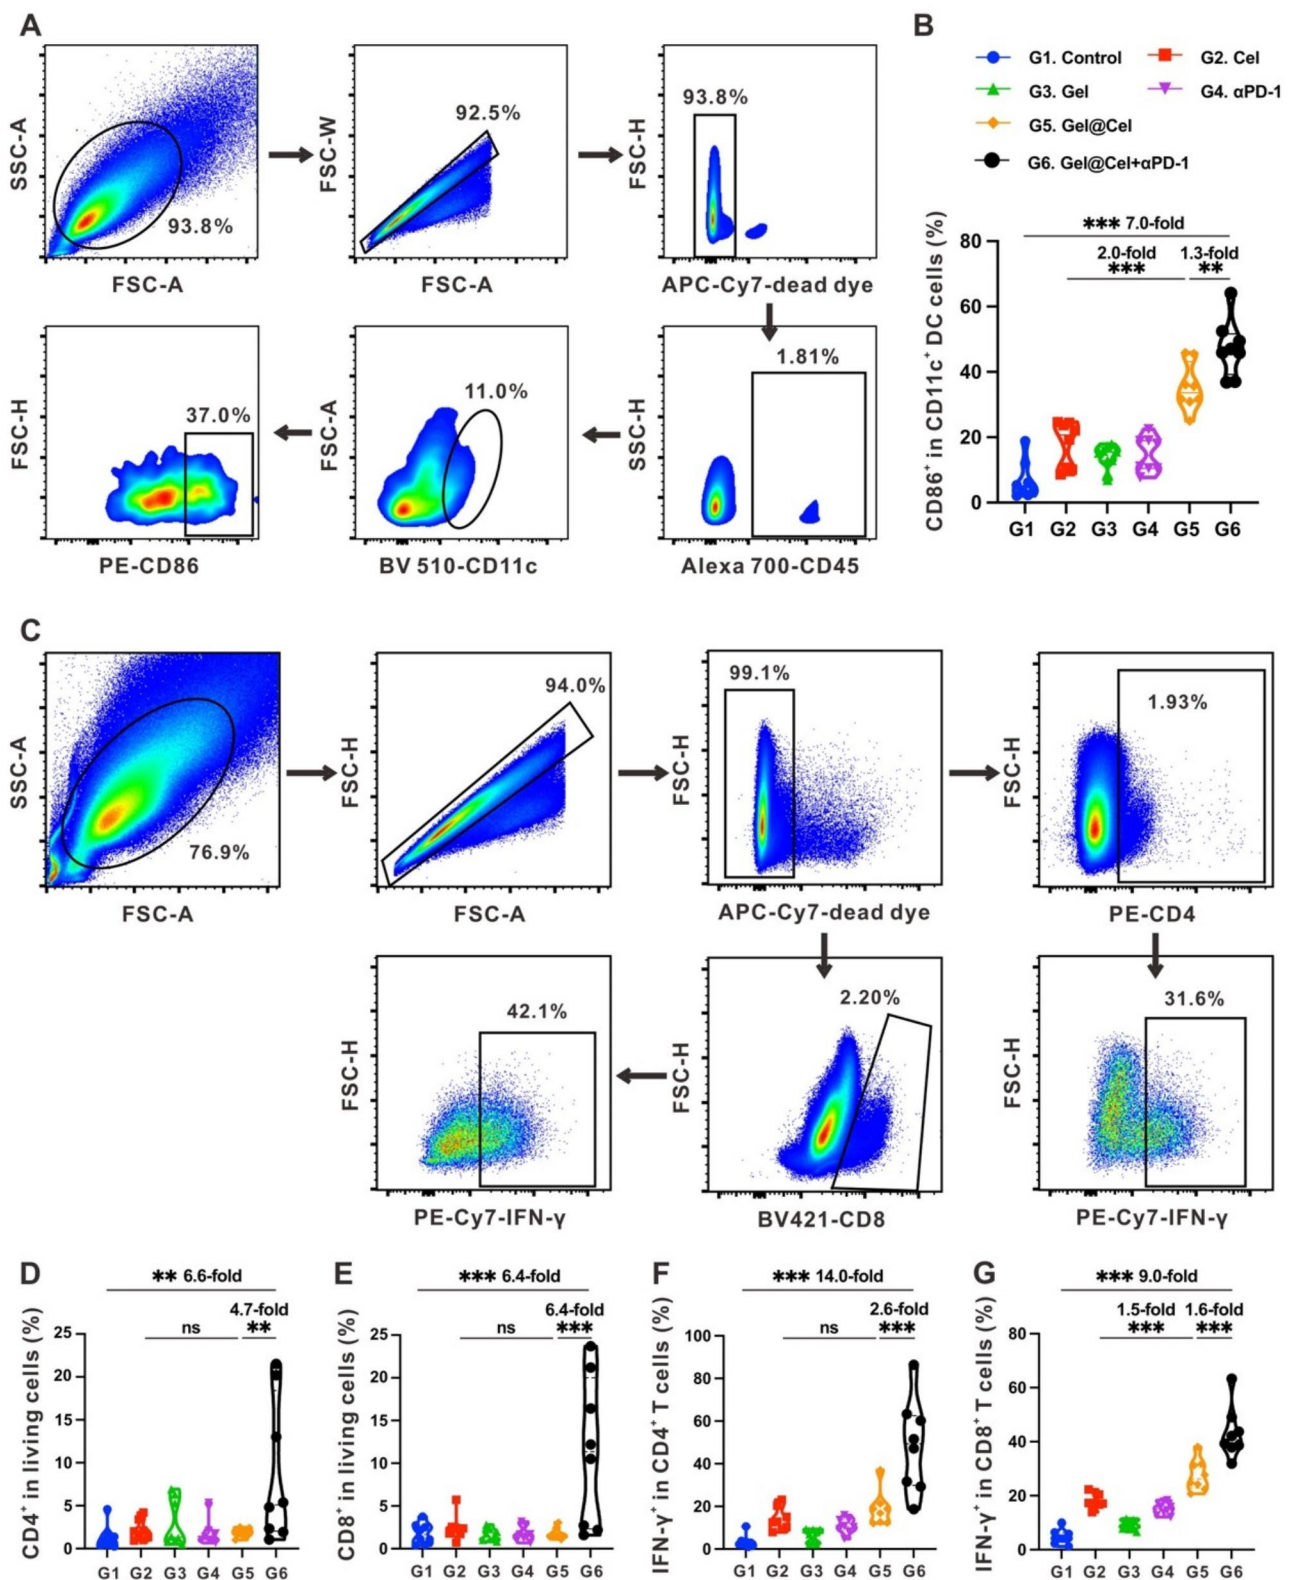 A
SSC-A
93.8%
FSC-A
FSC-W
92.5%
FSC-A
FSC-H
93.8%
APC-Cy7-dead dye
FSC-H
37.0%
PE-CD86
FSC-A
11.0%
BV 510-CD11c
SSC-H
1.81%
Alexa 700-CD45
B
G1. Control
G2. Cel
G3. Gel
G4. αPD-1
G5. Gel@Cel
G6. Gel@Cel+αPD-1
*** 7.0-fold
2.0-fold
1.3-fold
***
**
CD86+ in CD11c+ DC cells (%)
80
60
40
20
0
G1 G2 G3 G4 G5 G6
C
SSC-A
76.9%
FSC-A
FSC-H
94.0%
FSC-A
FSC-H
99.1%
APC-Cy7-dead dye
FSC-H
1.93%
PE-CD4
FSC-H
42.1%
PE-Cy7-IFN-γ
FSC-H
2.20%
BV421-CD8
FSC-H
31.6%
PE-Cy7-IFN-γ
D
** 6.6-fold
4.7-fold
ns
**
CD4+ in living cells (%)
25
20
15
10
5
0
G1 G2 G3 G4 G5 G6
E
*** 6.4-fold
6.4-fold
ns
***
CD8+ in living cells (%)
25
20
15
10
5
0
G1 G2 G3 G4 G5 G6
F
*** 14.0-fold
2.6-fold
ns
***
IFN-γ+ in CD4+ T cells (%)
100
80
60
40
20
0
G1 G2 G3 G4 G5 G6
G
*** 9.0-fold
1.5-fold
1.6-fold
***
***
IFN-γ+ in CD8+ T cells (%)
80
60
40
20
0
G1 G2 G3 G4 G5 G6